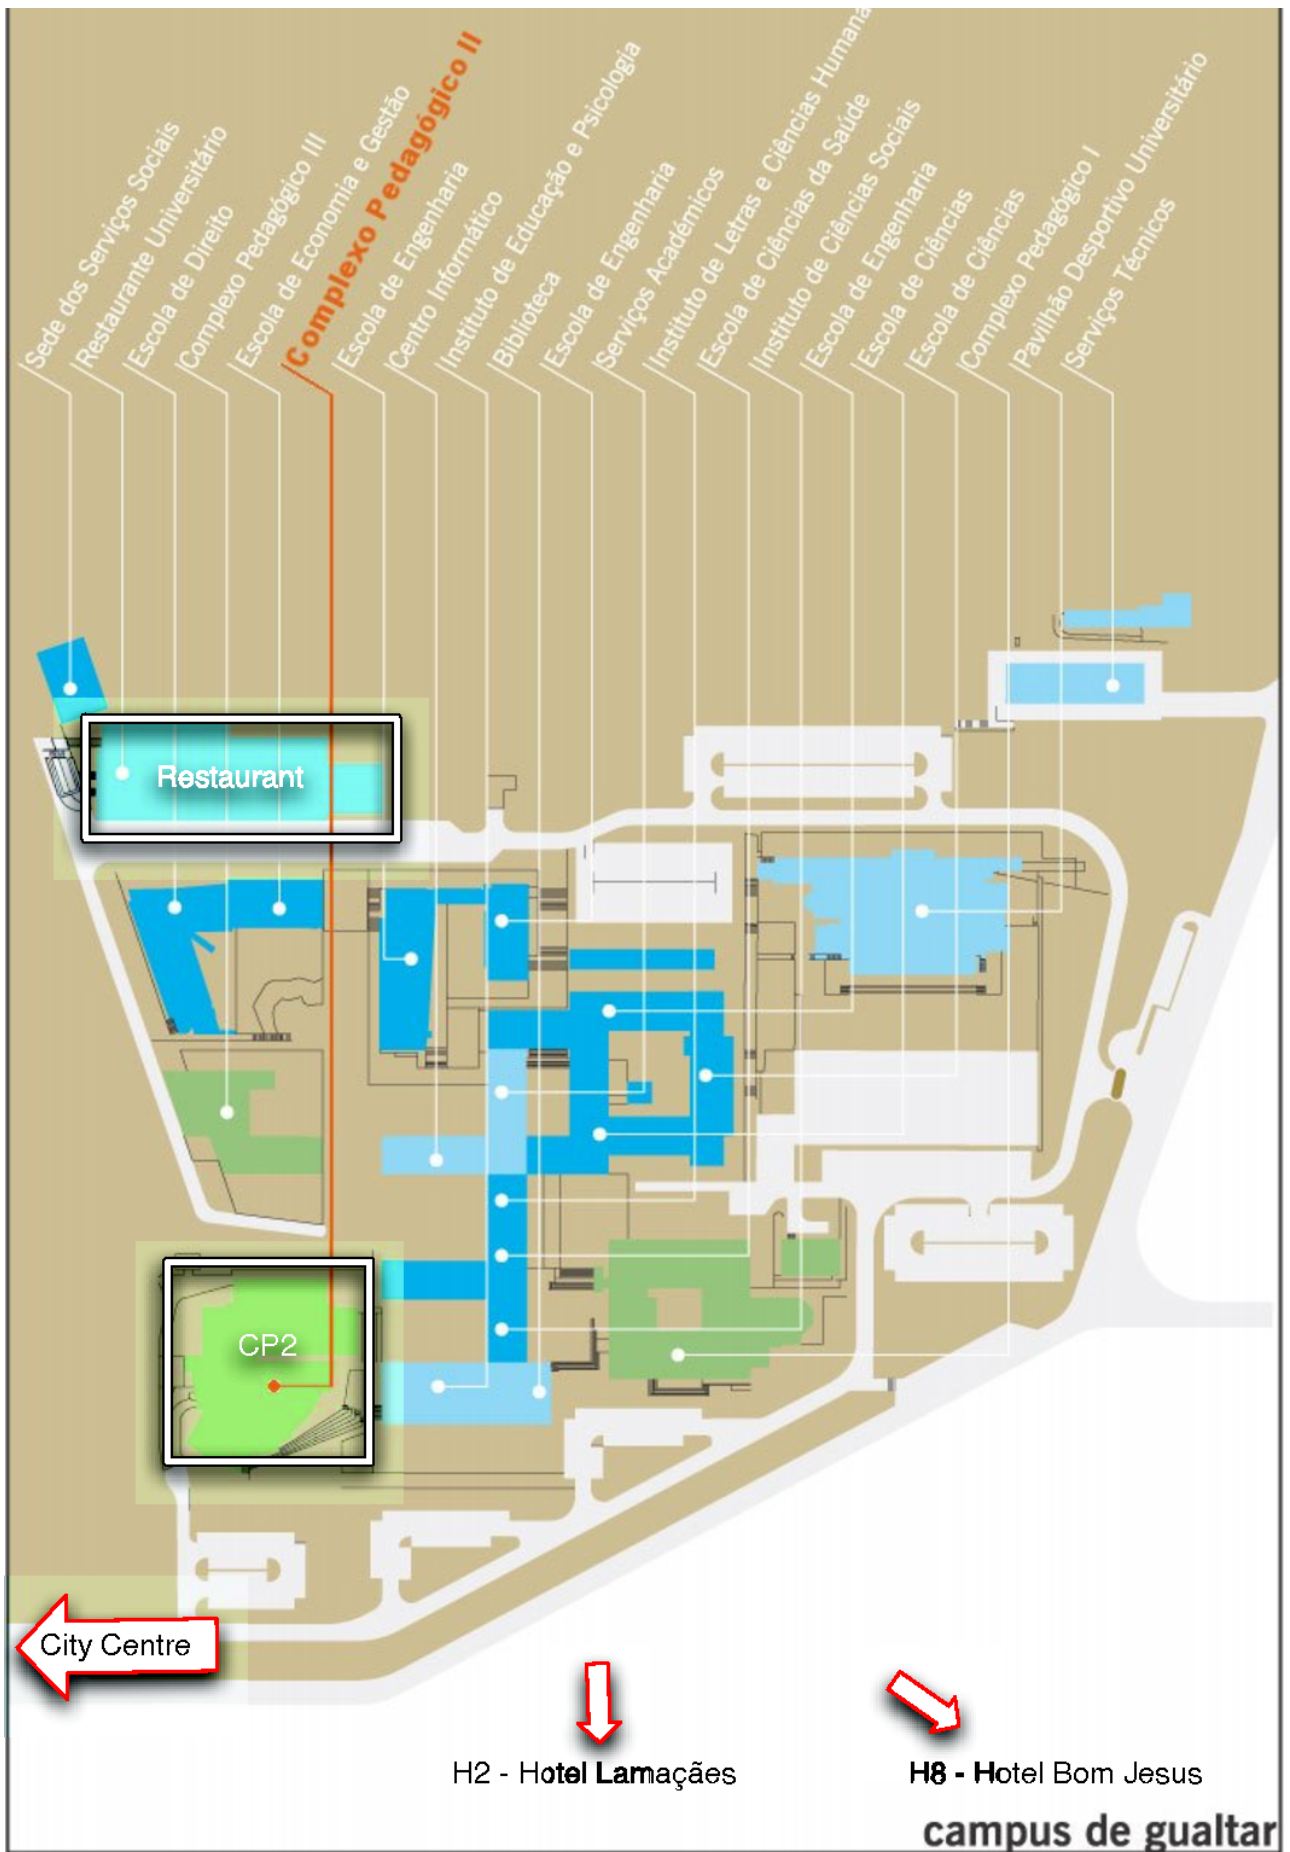 Sede dos Serviços Sociais
Restaurante Universitário
Escola de Direito
Complexo Pedagógico III
Escola de Economia e Gestão
Complexo Pedagógico II
Escola de Engenharia
Centro Informático
Instituto de Educação e Psicologia
Biblioteca
Escola de Engenharia
Serviços Académicos
Instituto de Letras e Ciências Humana
Escola de Ciências da Saúde
Instituto de Ciências Sociais
Escola de Engenharia
Escola de Ciências
Escola de Ciências
Complexo Pedagógico I
Pavilhão Desportivo Universitário
Serviços Técnicos
Restaurant
CP2
City Centre
H2 - Hotel Lamaçães
H8 - Hotel Bom Jesus
campus de gualtar